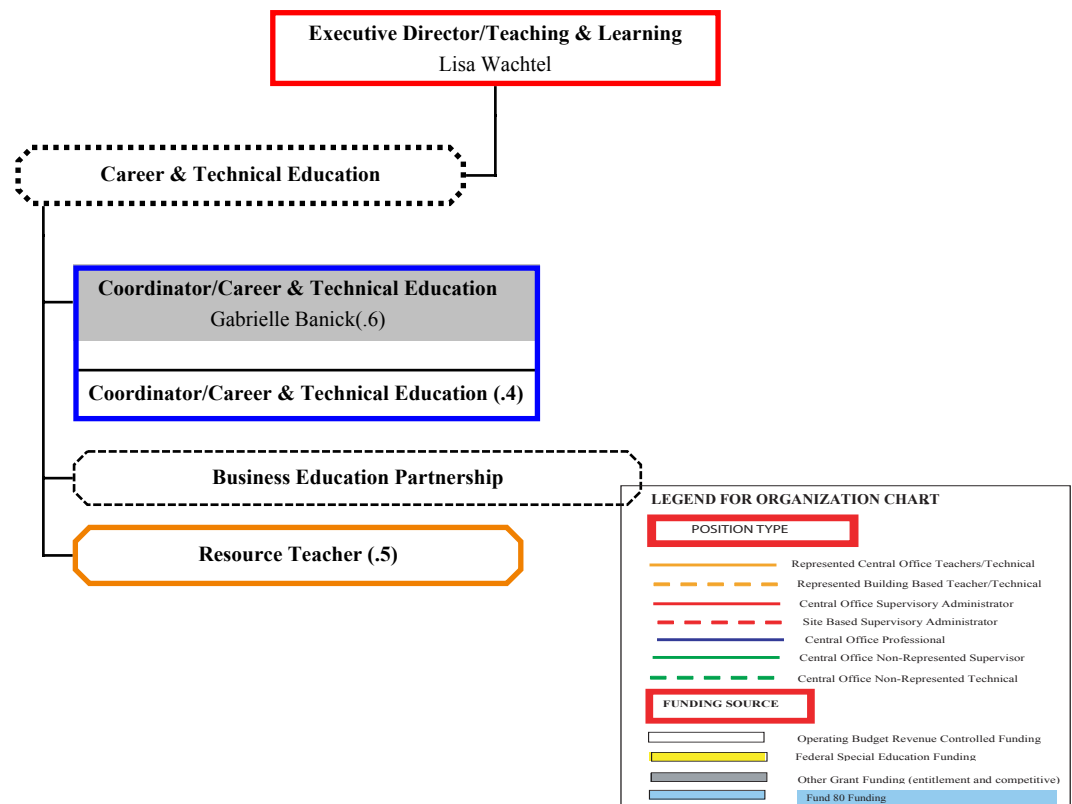 Executive Director/Teaching & Learning
Lisa Wachtel
Career & Technical Education
Coordinator/Career & Technical Education
Gabrielle Banick(.6)
Coordinator/Career & Technical Education (.4)
Business Education Partnership
Resource Teacher (.5)
LEGEND FOR ORGANIZATION CHART
POSITION TYPE
Represented Central Office Teachers/Technical
Represented Building Based Teacher/Technical
Central Office Supervisory Administrator
Site Based Supervisory Administrator
Central Office Professional
Central Office Non-Represented Supervisor
Central Office Non-Represented Technical
FUNDING SOURCE
Operating Budget Revenue Controlled Funding
Federal Special Education Funding
Other Grant Funding (entitlement and competitive)
Fund 80 Funding